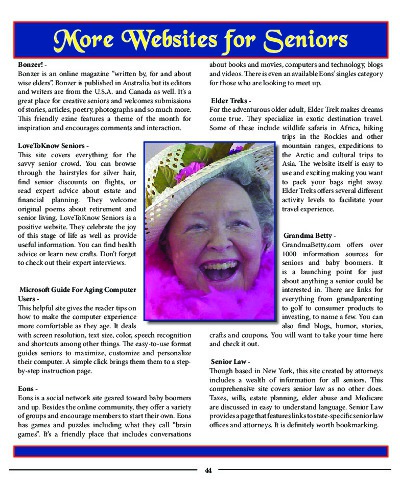 More Websites for Seniors
Bonzer! -
Bonzer is an online magazine "written by, for and about
wise elders". Bonzer is published in Australia but its editors
and writers are from the U.S.A. and Canada as well. It's a
great place for creative seniors and welcomes submissions
of stories, articles, poetry, photographs and so much more.
This friendly ezine features a theme of the month for
inspiration and encourages comments and interaction.
LoveToKnow Seniors -
This site covers everything for the
savvy senior crowd. You can browse
through the hairstyles for silver hair,
find senior discounts on flights, or
read expert advice about estate and
financial planning. They welcome
original poems about retirement and
senior living. LoveToKnow Seniors is a
positive website. They celebrate the joy
of this stage of life as well as provide
useful information. You can find health
advice or learn new crafts. Don't forget
to check out their expert interviews.
Microsoft Guide For Aging Computer
Users -
This helpful site gives the reader tips on
how to make the computer experience
more comfortable as they age. It deals
with screen resolution, text size, color, speech recognition
and shortcuts among other things. The easy-to-use format
guides seniors to maximize, customize and personalize
their computer. A simple click brings them them to a step-
by-step instruction page.
Eons -
Eons is a social network site geared toward baby boomers
and up. Besides the online community, they offer a variety
of groups and encourage members to start their own. Eons
has games and puzzles including what they call "brain
games". It's a friendly place that includes conversations
about books and movies, computers and technology, blogs
and videos. There is even an available Eons' singles category
for those who are looking to meet up.
Elder Treks -
For the adventurous older adult, Elder Trek makes dreams
come true. They specialize in exotic destination travel.
Some of these include wildlife safaris in Africa, hiking
trips in the Rockies and other
mountain ranges, expeditions to
the Arctic and cultural trips to
Asia. The website itself is easy to
use and exciting making you want
to pack your bags right away.
Elder Treks offers several different
activity levels to facilitate your
travel experience.
Grandma Betty -
GrandmaBetty.com offers over
1000 information sources for
seniors and baby boomers. It
is a launching point for just
about anything a senior could be
interested in. There are links for
everything from grandparenting
to golf to consumer products to
investing, to name a few. You can
also find blogs, humor, stories,
crafts and coupons. You will want to take your time here
and check it out.
Senior Law -
Though based in New York, this site created by attorneys
includes a wealth of information for all seniors. This
comprehensive site covers senior law as no other does.
Taxes, wills, estate planning, elder abuse and Medicare
are discussed in easy to understand language. Senior Law
provides a page that features links to state-specific senior law
offices and attorneys. It is definitely worth bookmarking.
44